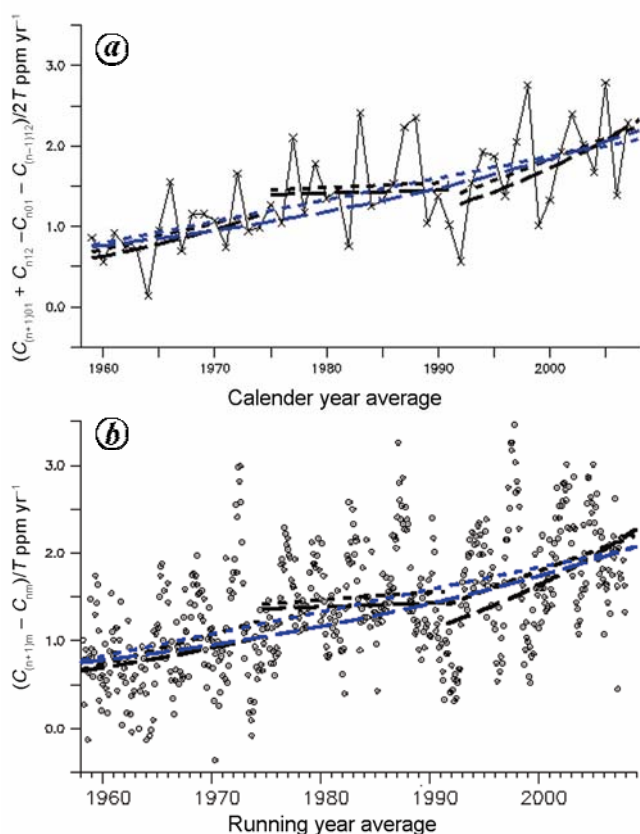 a
(C(n+1)01 + Cn12 – Cn01 – C(n–1)12)/2T ppm yr⁻¹
3.0
2.0
1.0
0.0
1960 1970 1980 1990 2000
Calender year average
b
(C(n+1)m – Cnm)/T ppm yr⁻¹
3.0
2.0
1.0
0.0
1960 1970 1980 1990 2000
Running year average